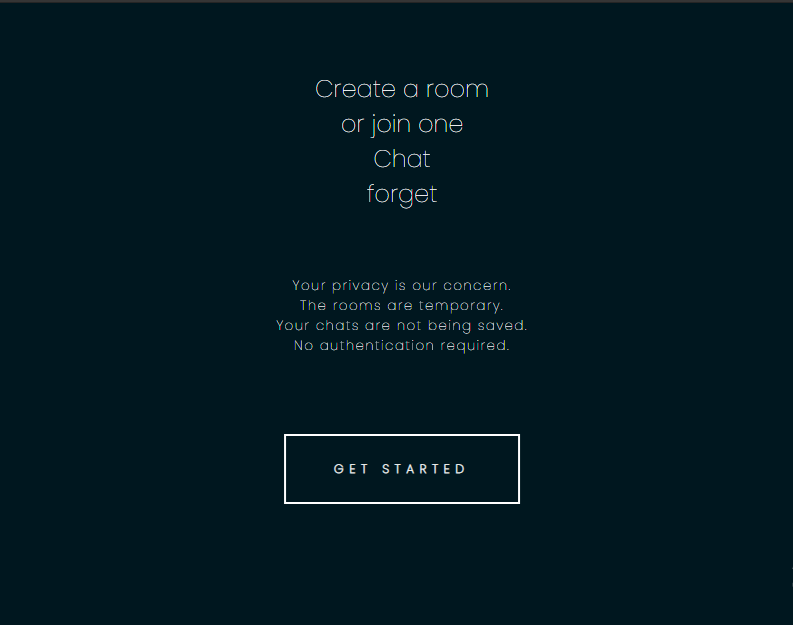 Create a room
or join one
Chat
forget
Your privacy is our concern.
The rooms are temporary.
Your chats are not being saved.
No authentication required.
GET STARTED